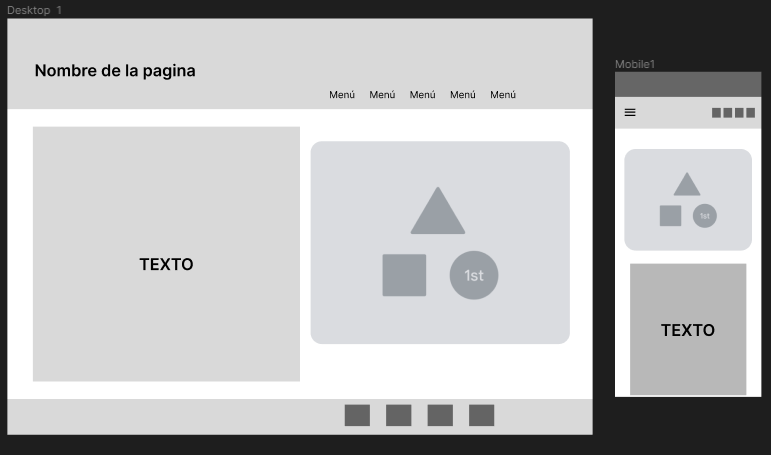 Desktop 1
Nombre de la pagina
Menú Menú Menú Menú Menú
TEXTO
1st
Mobile1
1st
TEXTO